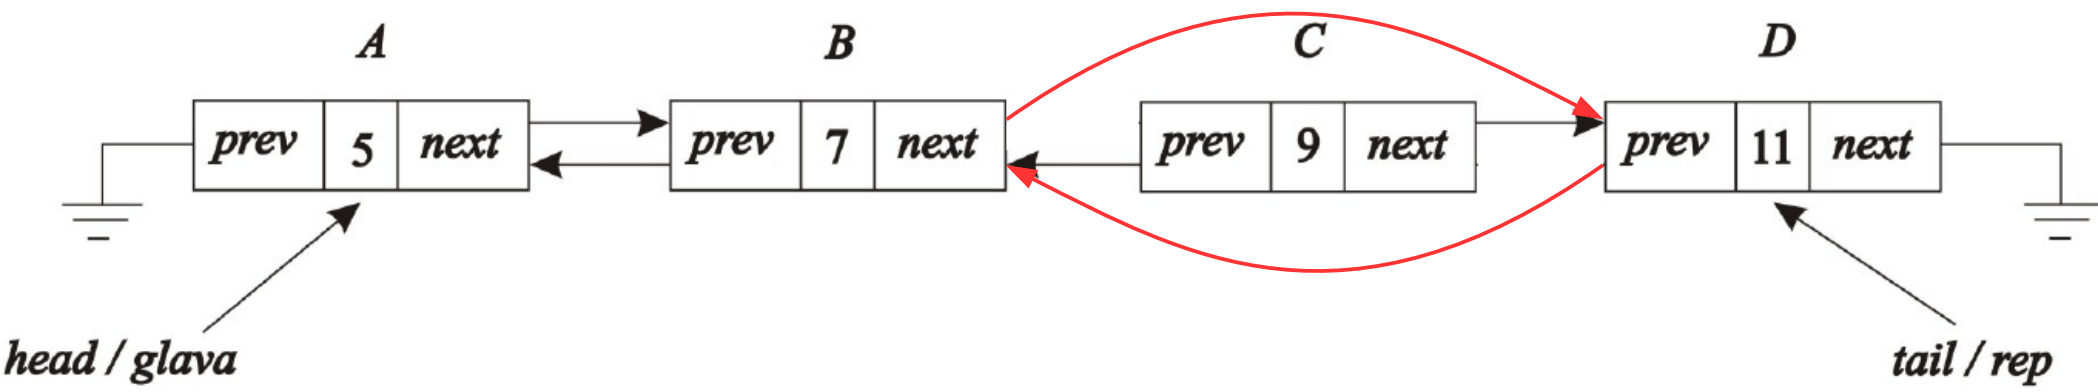 A B C D
prev 5 next prev 7 next prev 9 next prev 11 next
head / glava tail / rep